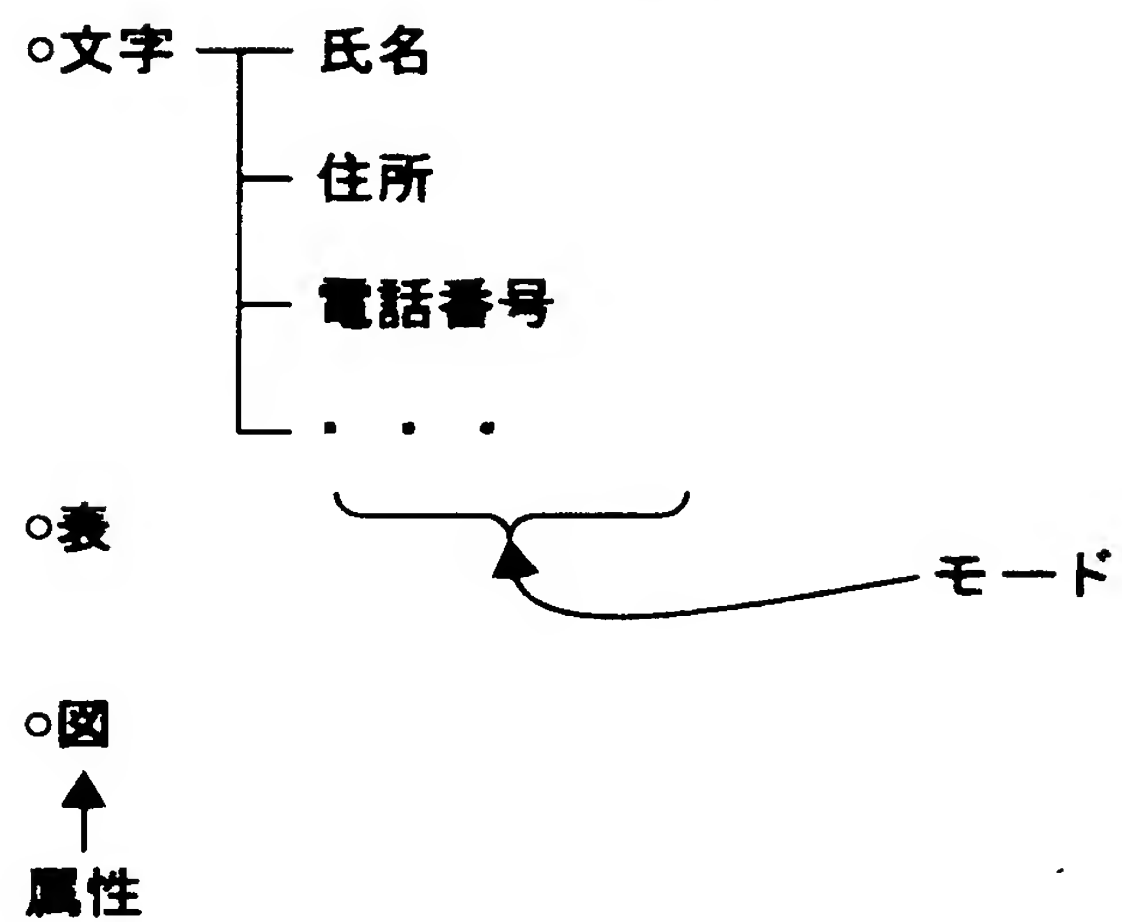 ○文字 氏名
住所
電話番号
・・・
○表
モード
○図
属性